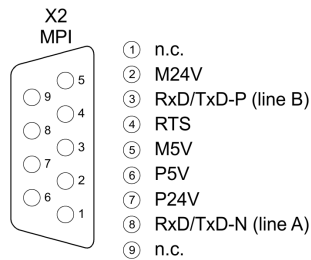 X2
MPI
5
9
4
8
3
7
2
6
1
① n.c.
② M24V
③ RxD/TxD-P (line B)
④ RTS
⑤ M5V
⑥ P5V
⑦ P24V
⑧ RxD/TxD-N (line A)
⑨ n.c.